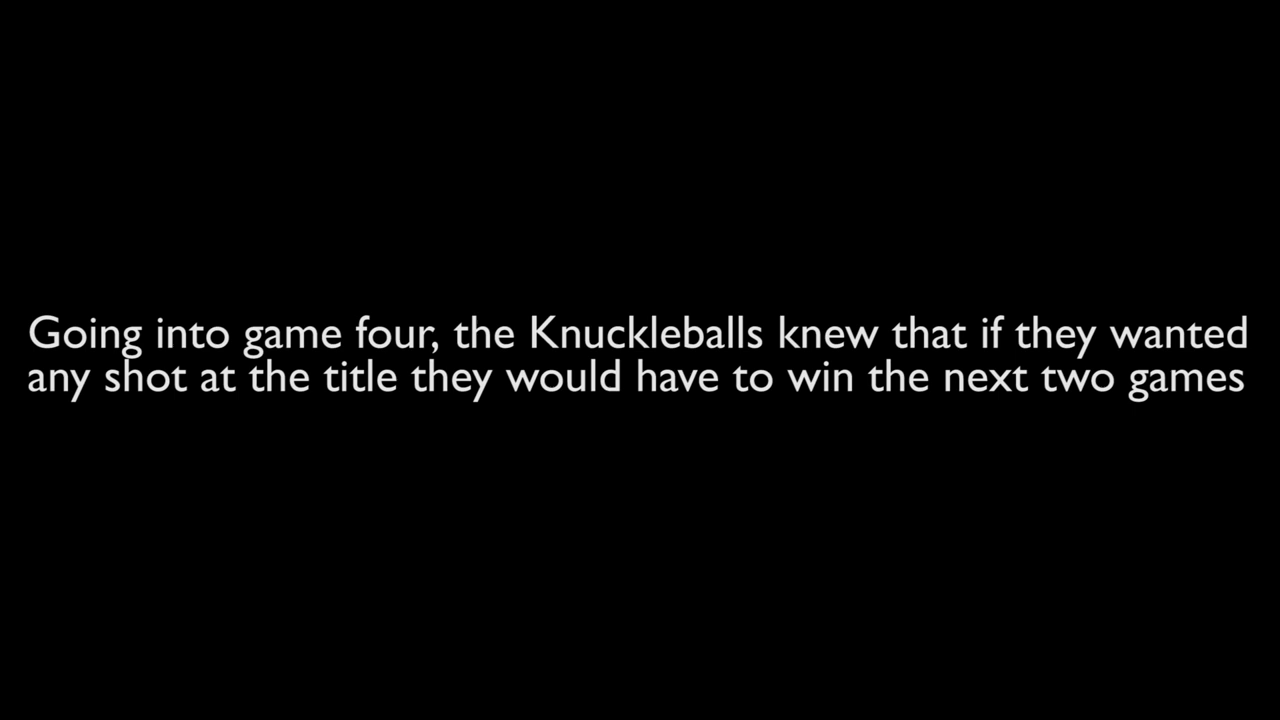 Going into game four, the Knuckleballs knew that if they wanted
any shot at the title they would have to win the next two games